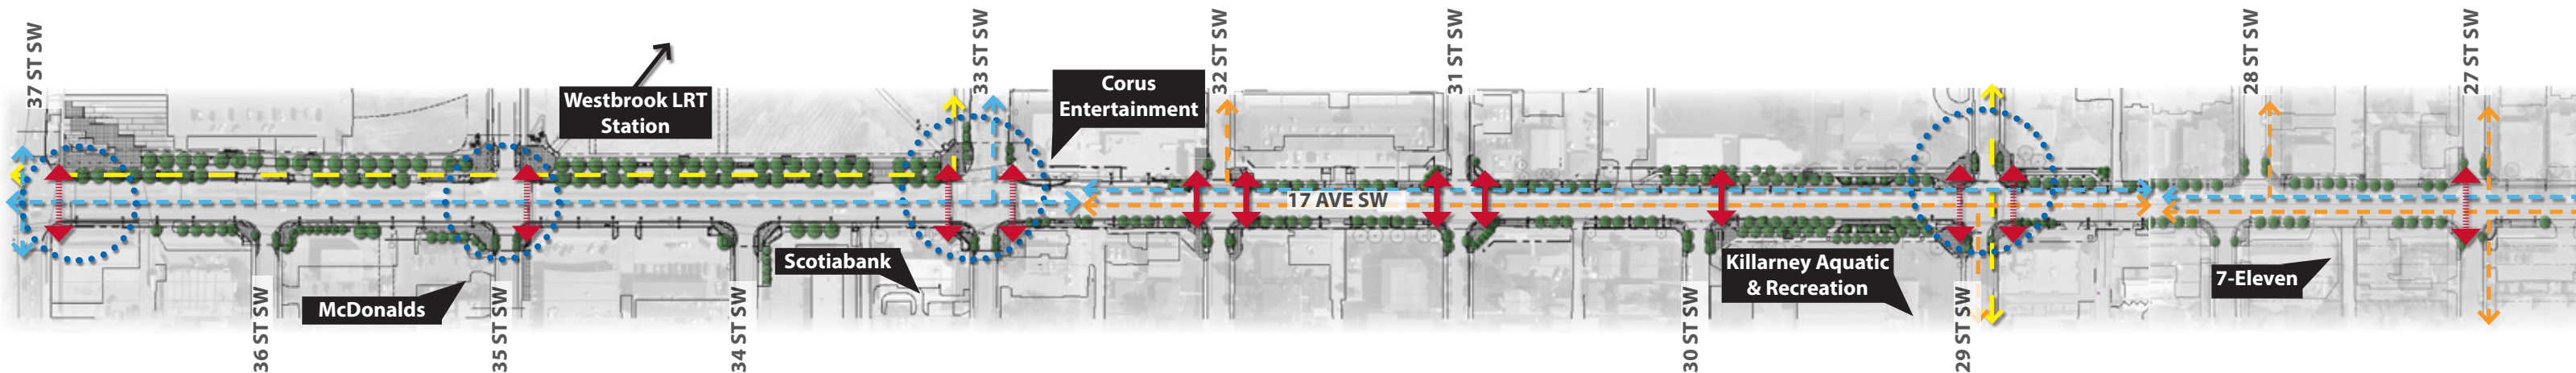 37 ST SW
33 ST SW
32 ST SW
31 ST SW
28 ST SW
27 ST SW
Westbrook LRT
Station
Corus
Entertainment
17 AVE SW
Scotiabank
McDonalds
Killarney Aquatic
& Recreation
7-Eleven
36 ST SW
35 ST SW
34 ST SW
30 ST SW
29 ST SW